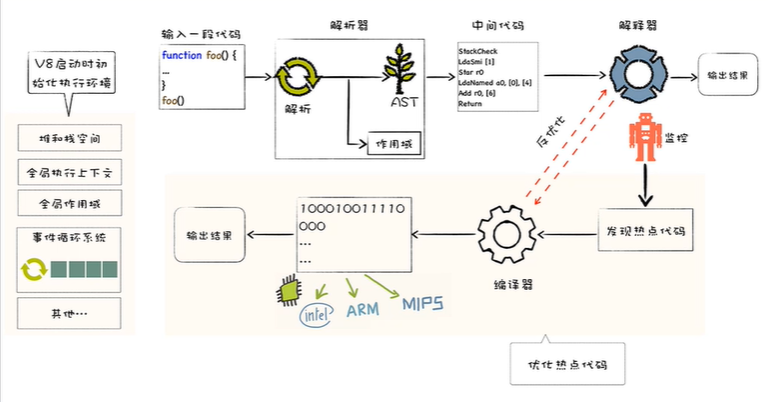 V8启动时初
始化执行环境
堆和栈空间
全局执行上下文
全局作用域
事件循环系统
其他…
输入一段代码
function foo() {
…
}
foo()
解析器
解析
AST
作用域
中间代码
StackCheck
LdaSmi [1]
Star r0
LdaNamed a0, [0], [4]
Add r0, [6]
Return
解释器
输出结果
反优化
监控
发现热点代码
编译器
100010011110
000
…
…
输出结果
intel
ARM
MIPS
优化热点代码